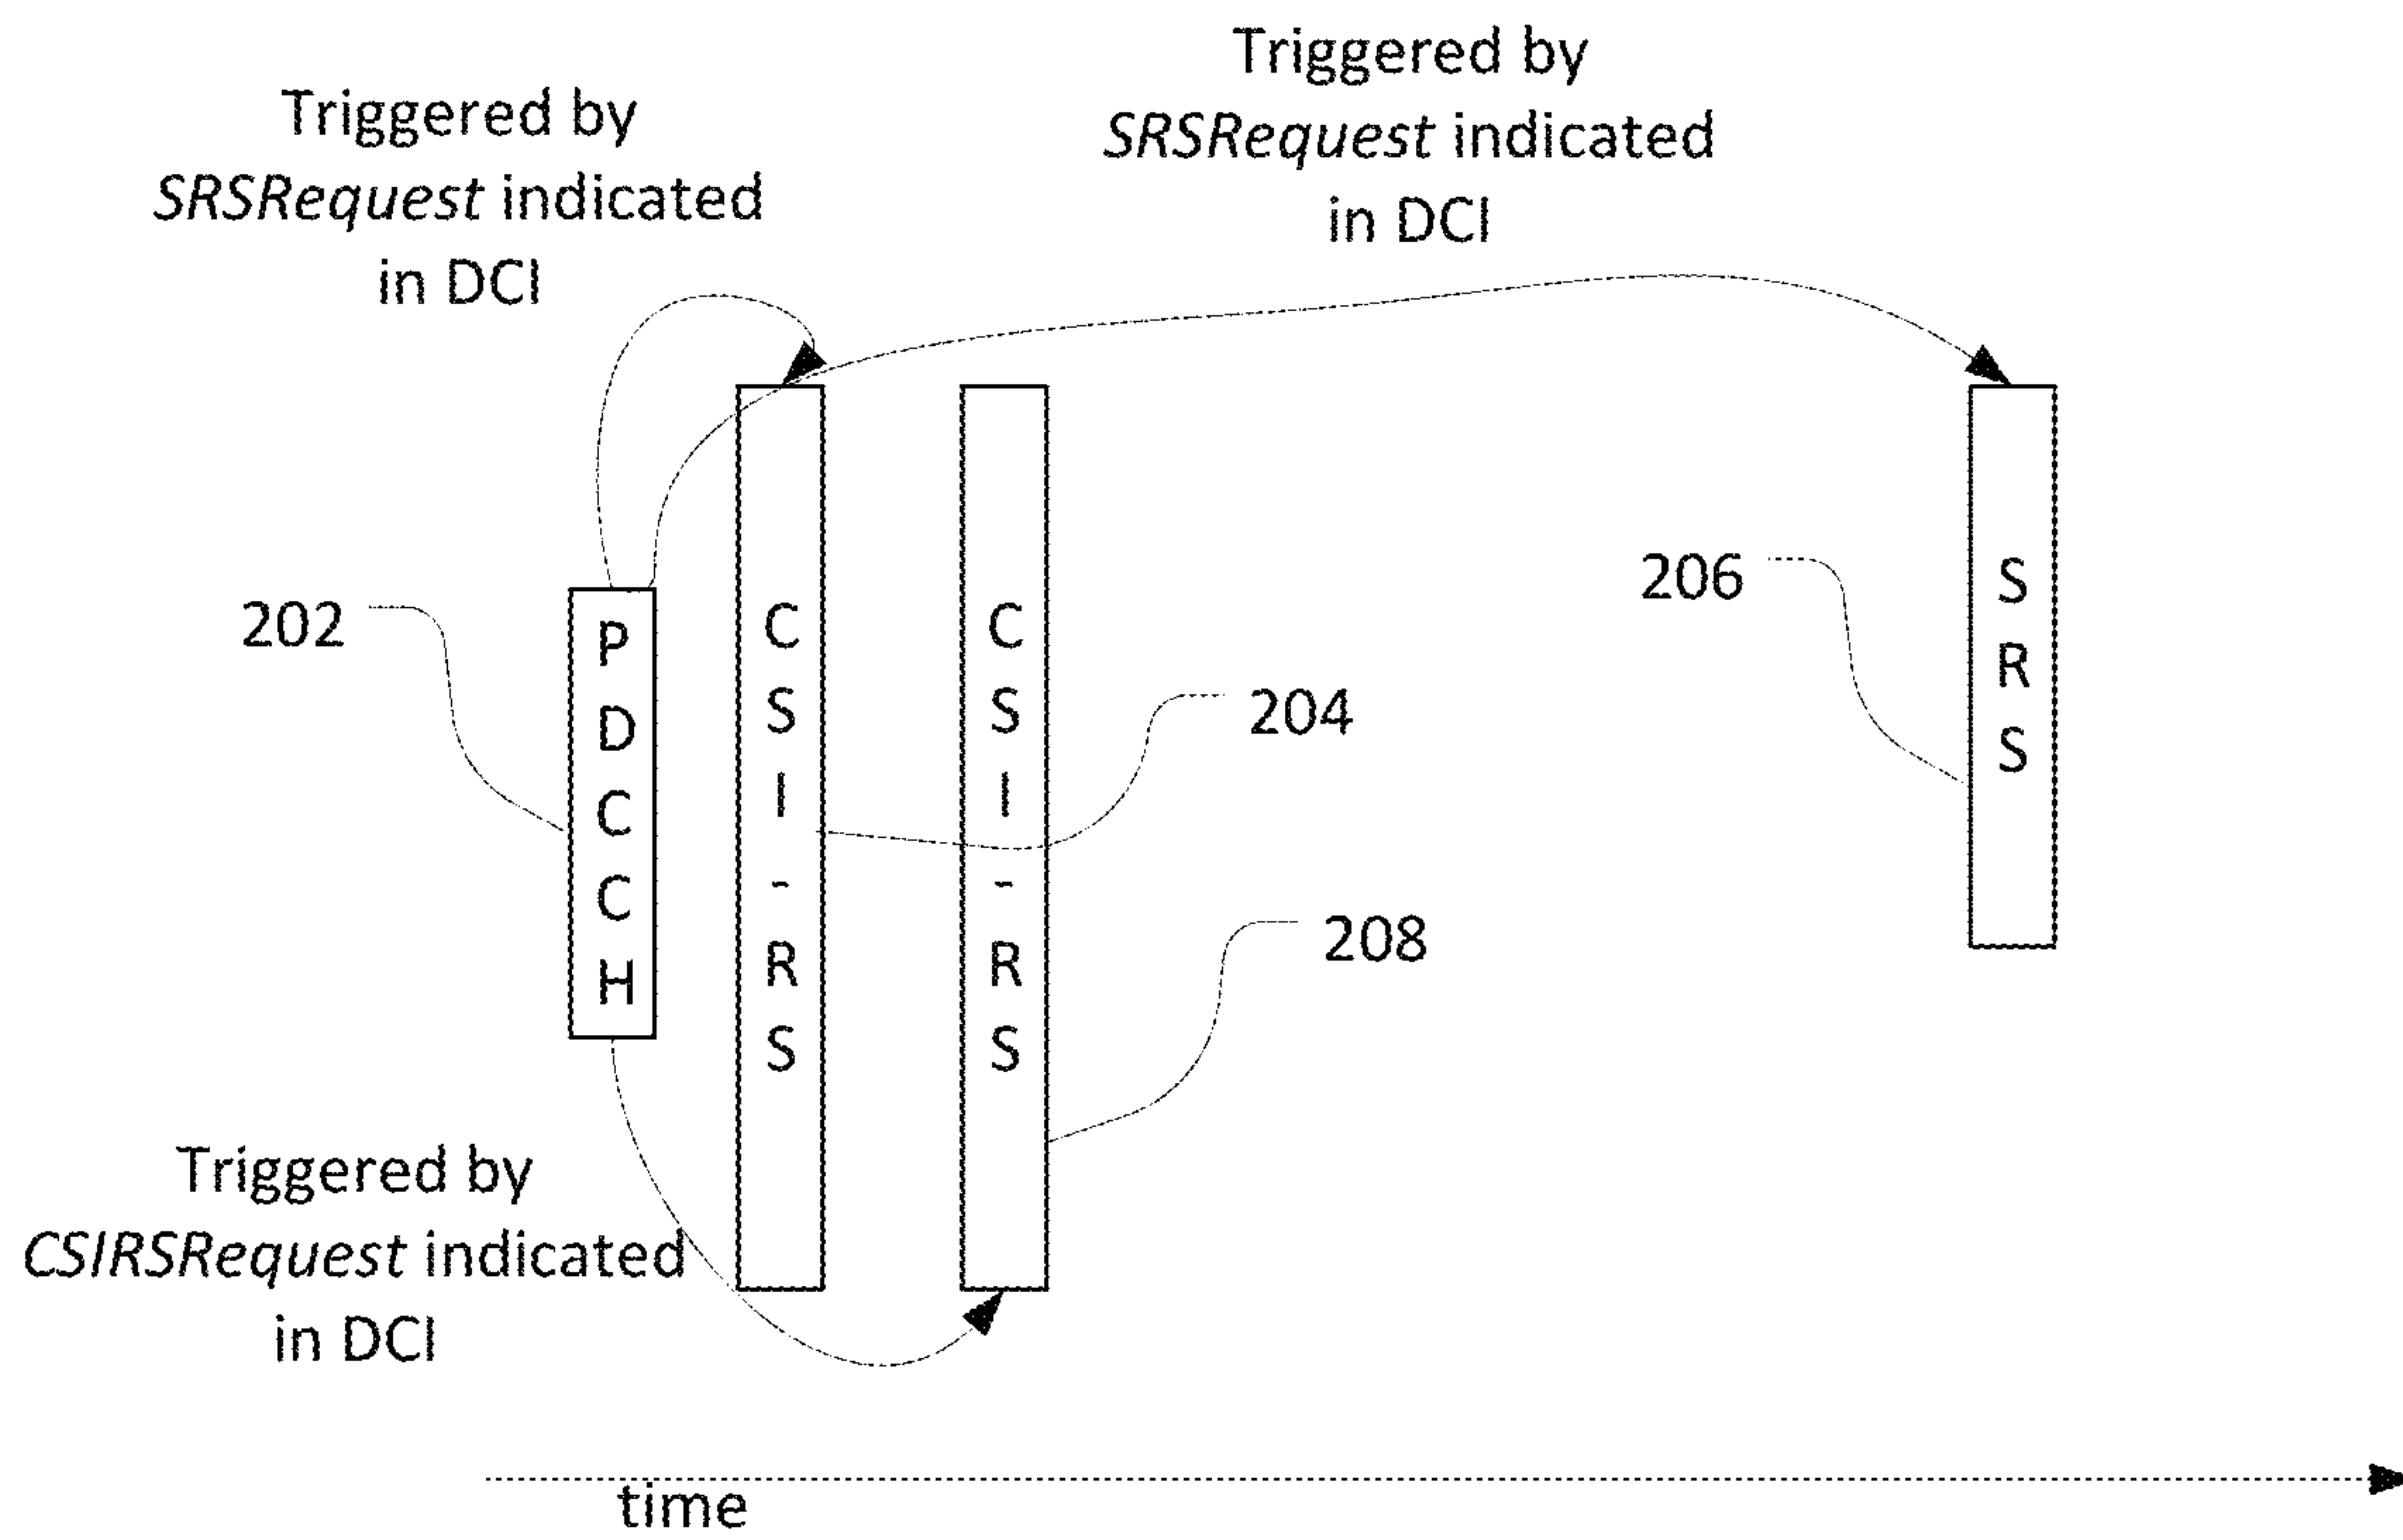 Triggered by
SRSRequest indicated
in DCI
Triggered by
SRSRequest indicated
in DCI
202
PDCCH
CSI-RS
CSI-RS
204
206
SRS
208
Triggered by
CSIRSRequest indicated
in DCI
time